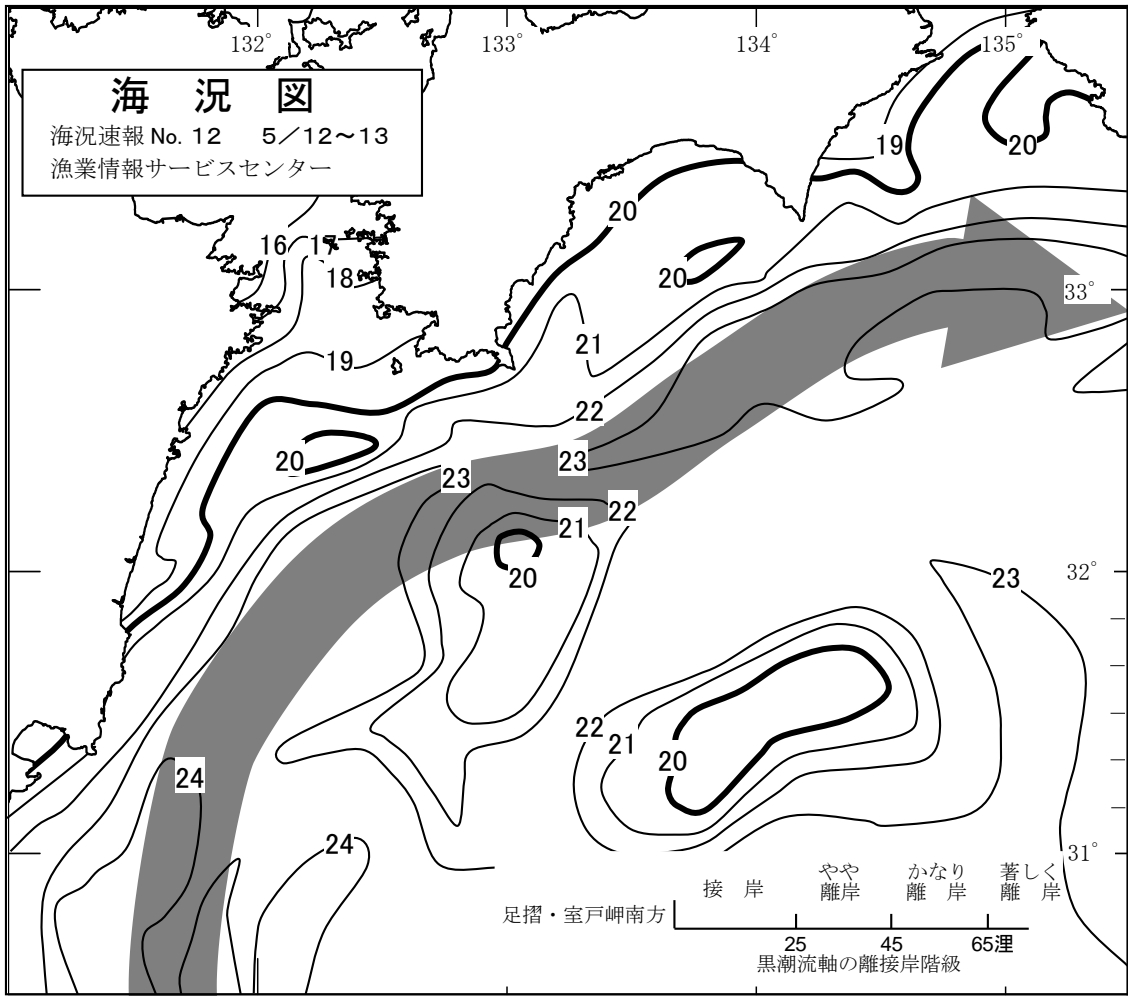 132°
133°
134°
135°
海 況 図
海況速報 No. 12 5/12~13
漁業情報サービスセンター
19
20
20
16
17
18
20
33°
21
19
22
20
23
23
22
21
20
32°
23
22
21
20
24
24
31°
接 岸
やや
離岸
かなり
離 岸
著しく
離 岸
足摺・室戸岬南方
25
45
65浬
黒潮流軸の離接岸階級